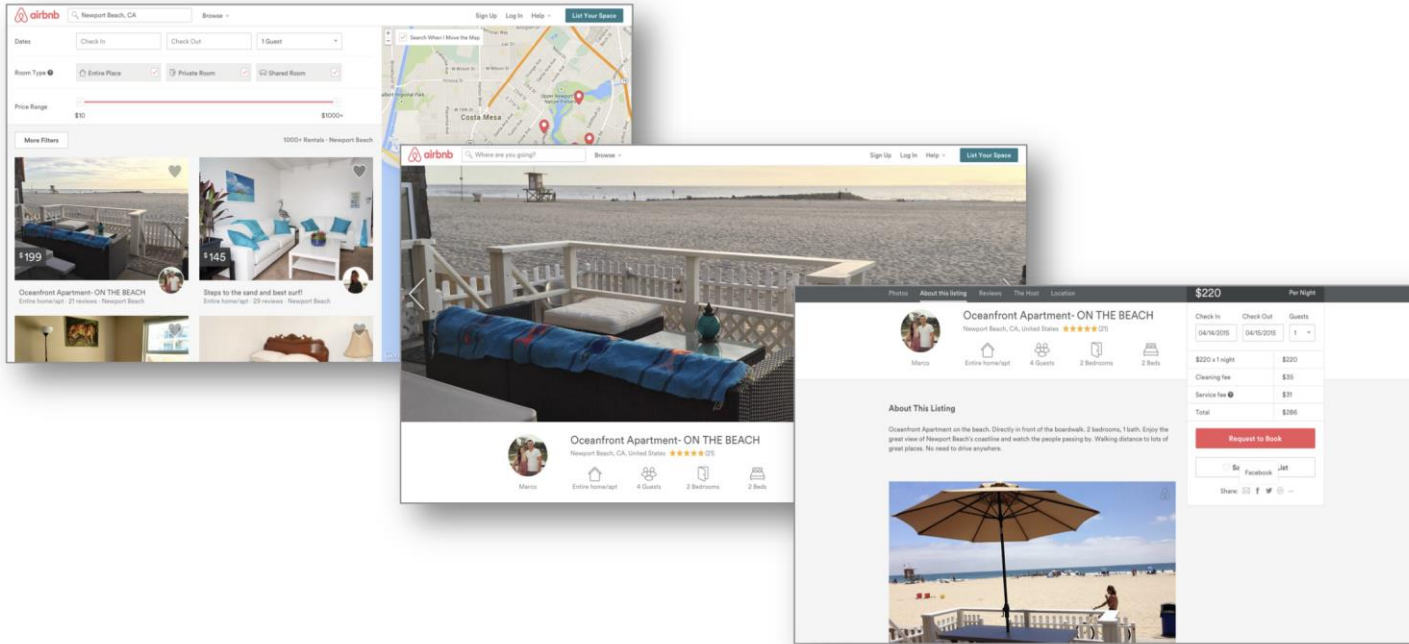 airbnb Newport Beach, CA Browse Sign Up Log In Help List Your Space
Dates Check In Check Out 1 Guest
Room Type Entire Place Private Room Shared Room
Price Range
$10 $1000+
More Filters 1000+ Rentals · Newport Beach
Search When I Move the Map
Costa Mesa
$199
$145
Oceanfront Apartment- ON THE BEACH
Entire home/apt · 21 reviews · Newport Beach
Steps to the sand and best surf!
Entire home/apt · 29 reviews · Newport Beach
airbnb Where are you going? Browse Sign Up Log In Help List Your Space
Oceanfront Apartment- ON THE BEACH
Newport Beach, CA, United States (21)
Marco Entire home/apt 4 Guests 2 Bedrooms 2 Beds
Photos About this listing Reviews The Host Location
Oceanfront Apartment- ON THE BEACH
Newport Beach, CA, United States (21)
Marco Entire home/apt 4 Guests 2 Bedrooms 2 Beds
About This Listing
Oceanfront Apartment on the beach. Directly in front of the boardwalk. 2 bedrooms, 1 bath. Enjoy the
great view of Newport Beach's coastline and watch the people passing by. Walking distance to lots of
great places. No need to drive anywhere.
$220 Per Night
Check In Check Out Guests
04/14/2015 04/15/2015 1
$220 x 1 night $220
Cleaning fee $35
Service fee $31
Total $286
Request to Book
Facebook
Share: